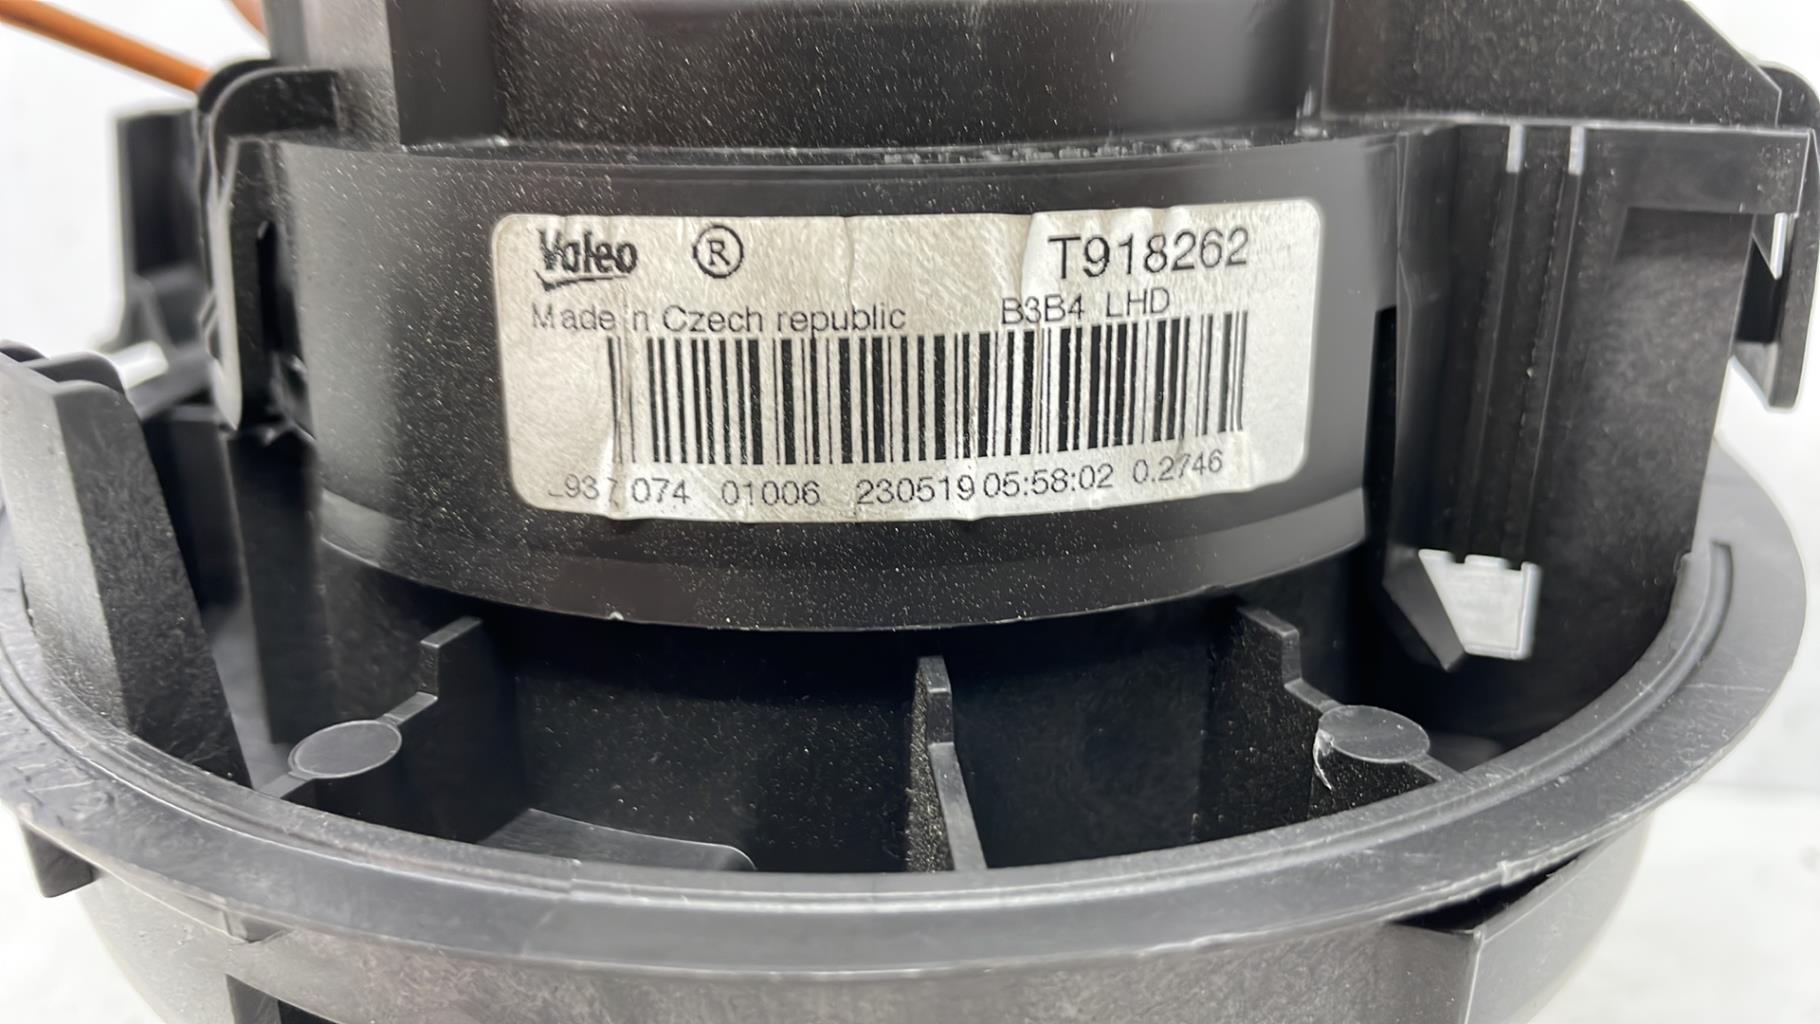 Valeo ® T918262
Made in Czech republic B3B4 LHD
937 074 01006 230519 05:58:02 0.2746